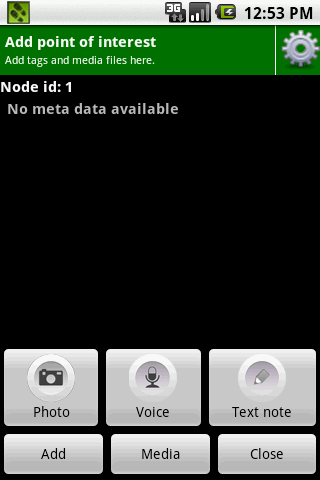 3G 12:53 PM
Add point of interest
Add tags and media files here.
Node id: 1
No meta data available
Photo Voice Text note
Add Media Close